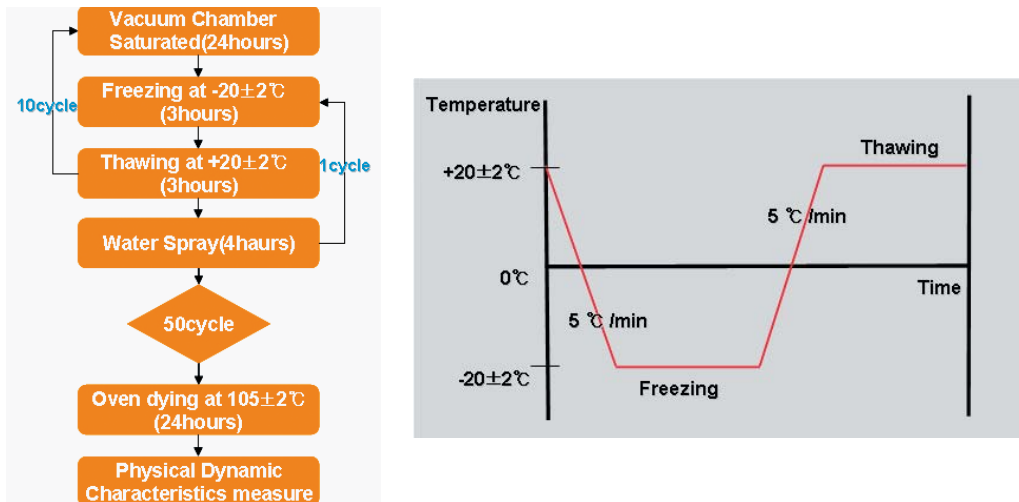 Vacuum Chamber
Saturated(24hours)
Freezing at -20±2℃
(3hours)
10cycle
Thawing at +20±2℃
(3hours)
1cycle
Water Spray(4haurs)
50cycle
Oven dying at 105±2℃
(24hours)
Physical Dynamic
Characteristics measure
Temperature
Thawing
+20±2℃
5 ℃/min
0℃
Time
5 ℃/min
-20±2℃
Freezing